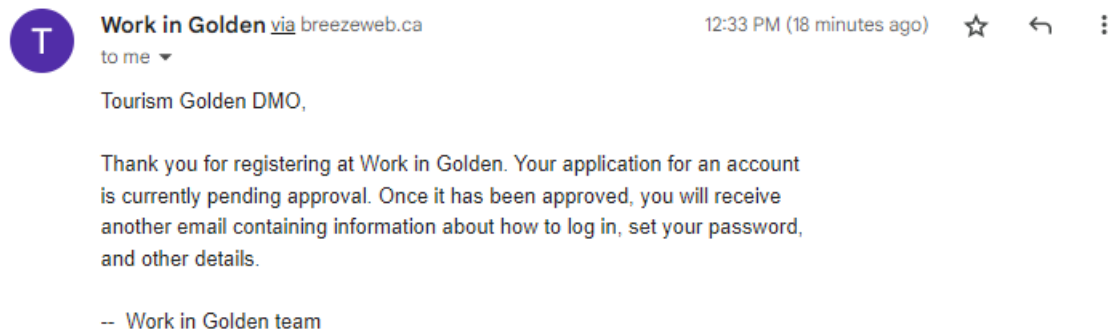 T
Work in Golden via breezeweb.ca
12:33 PM (18 minutes ago)
to me
Tourism Golden DMO,
Thank you for registering at Work in Golden. Your application for an account
is currently pending approval. Once it has been approved, you will receive
another email containing information about how to log in, set your password,
and other details.
-- Work in Golden team